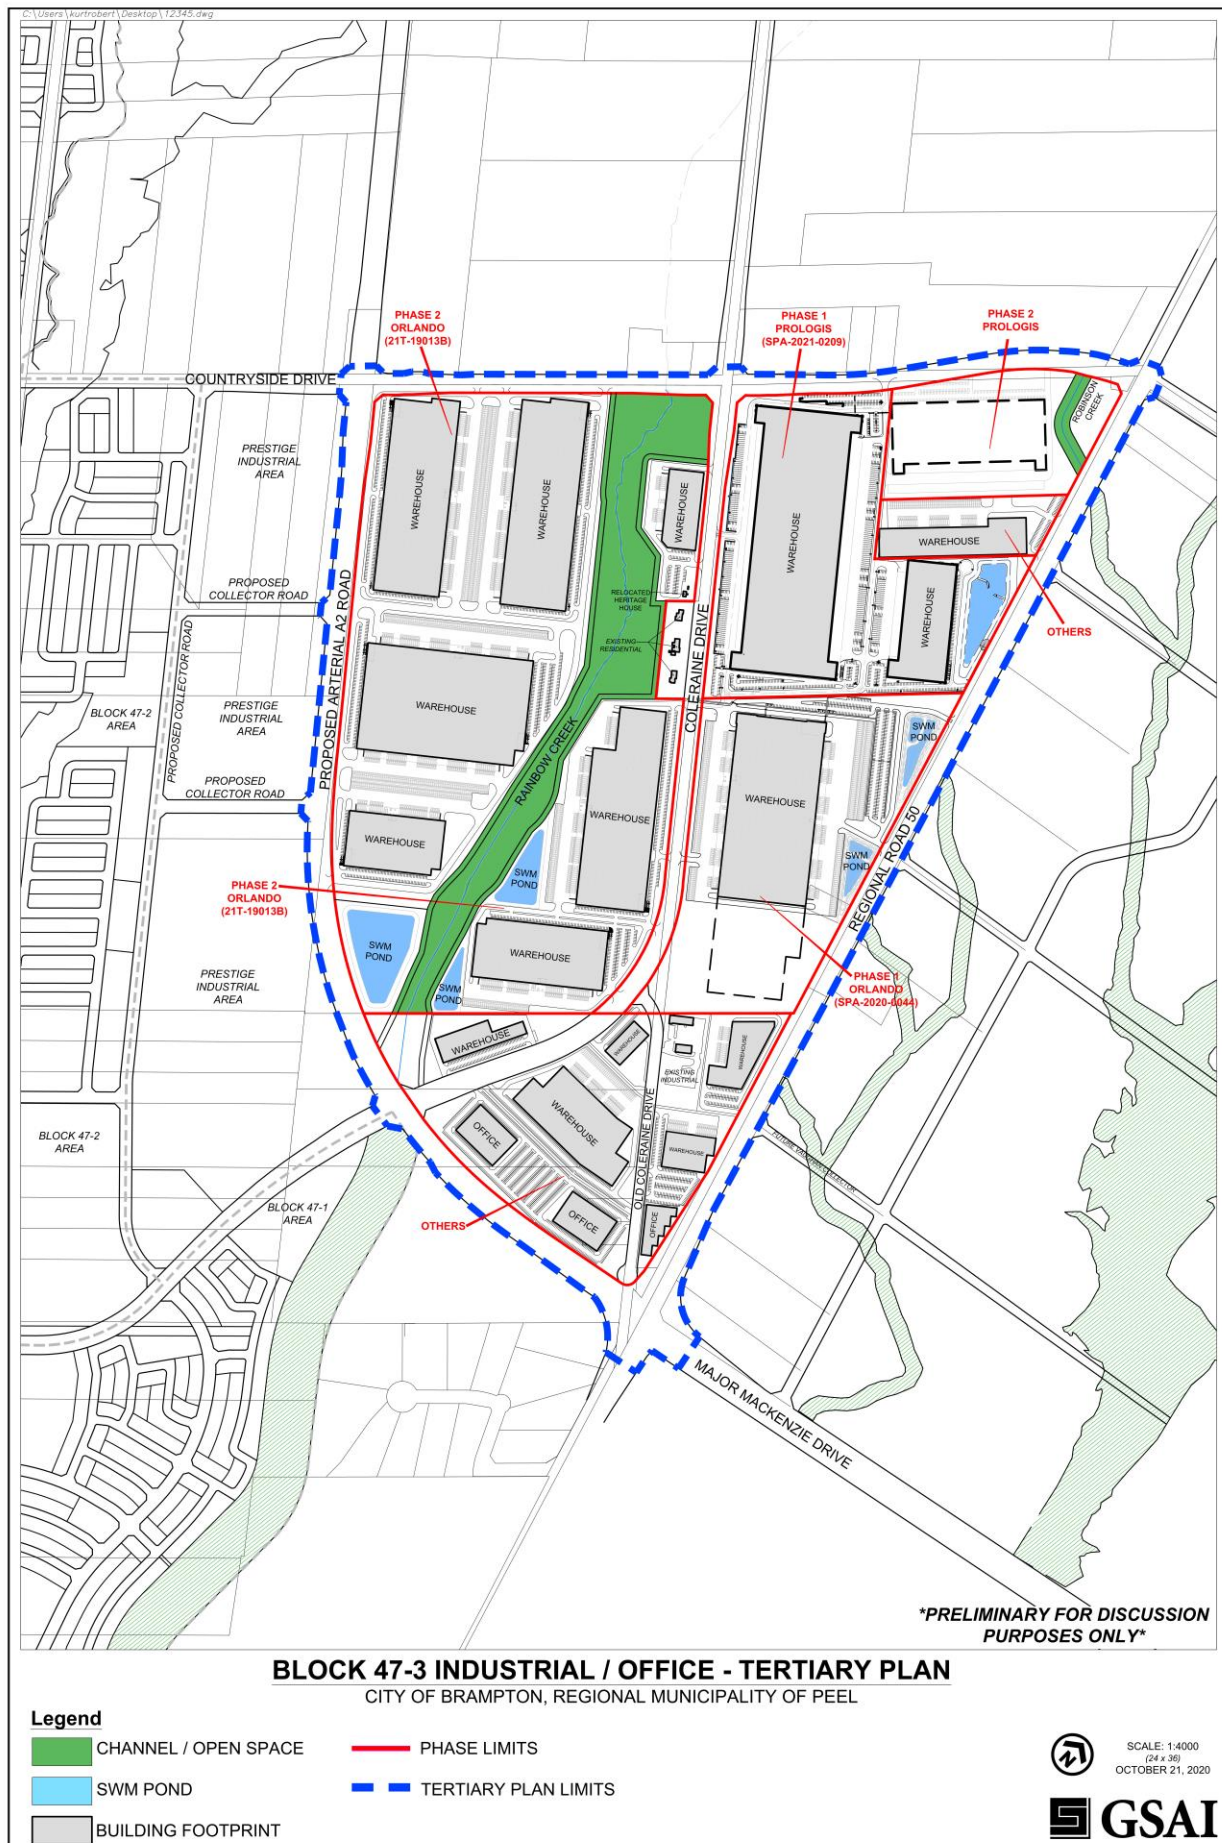 C:\Users\kurtrobert\Desktop\12345.dwg
PHASE 2
ORLANDO
(21T-19013B)
PHASE 1
PROLOGIS
(SPA-2021-0209)
PHASE 2
PROLOGIS
COUNTRYSIDE DRIVE
ROBINSON
CREEK
PRESTIGE
INDUSTRIAL
AREA
WAREHOUSE
WAREHOUSE
WAREHOUSE
WAREHOUSE
WAREHOUSE
PROPOSED
COLLECTOR ROAD
PROPOSED ARTERIAL A2 ROAD
RELOCATED
HERITAGE
HOUSE
EXISTING
RESIDENTIAL
COLERAINE DRIVE
WAREHOUSE
OTHERS
PROPOSED COLLECTOR ROAD
BLOCK 47-2
AREA
PRESTIGE
INDUSTRIAL
AREA
WAREHOUSE
RAINBOW CREEK
SWM
POND
PROPOSED
COLLECTOR ROAD
WAREHOUSE
WAREHOUSE
WAREHOUSE
SWM
POND
SWM
POND
REGIONAL ROAD 50
PHASE 2
ORLANDO
(21T-19013B)
SWM
POND
WAREHOUSE
SWM
POND
PRESTIGE
INDUSTRIAL
AREA
PHASE 1
ORLANDO
(SPA-2020-0044)
WAREHOUSE
WAREHOUSE
WAREHOUSE
EXISTING
INDUSTRIAL
WAREHOUSE
OFFICE
OLD COLERAINE DRIVE
WAREHOUSE
FUTURE VAUGHAN COLLECTOR
BLOCK 47-2
AREA
BLOCK 47-1
AREA
OTHERS
OFFICE
OFFICE
MAJOR MACKENZIE DRIVE
*PRELIMINARY FOR DISCUSSION
PURPOSES ONLY*
BLOCK 47-3 INDUSTRIAL / OFFICE - TERTIARY PLAN
CITY OF BRAMPTON, REGIONAL MUNICIPALITY OF PEEL
Legend
CHANNEL / OPEN SPACE
PHASE LIMITS
SWM POND
TERTIARY PLAN LIMITS
BUILDING FOOTPRINT
SCALE: 1:4000
(24 x 36)
OCTOBER 21, 2020
GSAI